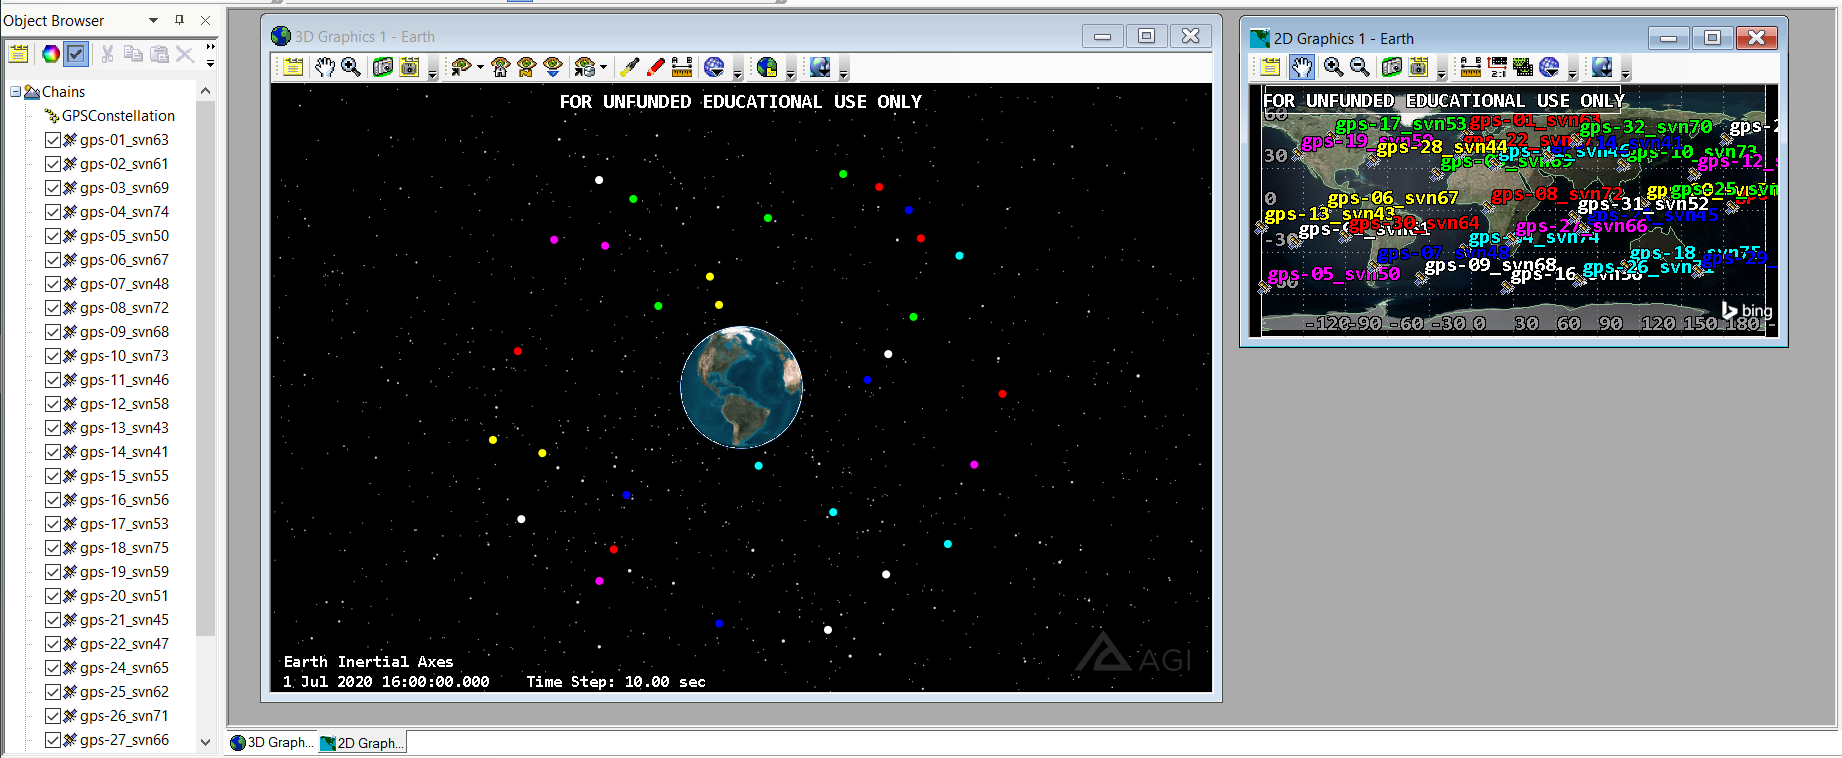 Object Browser
Chains
GPSConstellation
gps-01_svn63
gps-02_svn61
gps-03_svn69
gps-04_svn74
gps-05_svn50
gps-06_svn67
gps-07_svn48
gps-08_svn72
gps-09_svn68
gps-10_svn73
gps-11_svn46
gps-12_svn58
gps-13_svn43
gps-14_svn41
gps-15_svn55
gps-16_svn56
gps-17_svn53
gps-18_svn75
gps-19_svn59
gps-20_svn51
gps-21_svn45
gps-22_svn47
gps-24_svn65
gps-25_svn62
gps-26_svn71
gps-27_svn66
3D Graphics 1 - Earth
FOR UNFUNDED EDUCATIONAL USE ONLY
Earth Inertial Axes
1 Jul 2020 16:00:00.000 Time Step: 10.00 sec
AGI
2D Graphics 1 - Earth
FOR UNFUNDED EDUCATIONAL USE ONLY
60
gps-17_svn53
gps-01_svn63
gps-32_svn70
gps-19_svn59
gps-28_svn44
30
gps-10_svn73
gps-12_
gps-06_svn67
gps-08_svn72
0
gps-31_svn52
gps-13_svn43
gps-30_svn64
gps-27_svn66
-30
gps-07_svn48
gps-18_svn75
gps-09_svn68
gps-26_
gps-16_
gps-05_svn50
bing
-120 -90 -60 -30 0 30 60 90 120 150 180
3D Graph...
2D Graph...